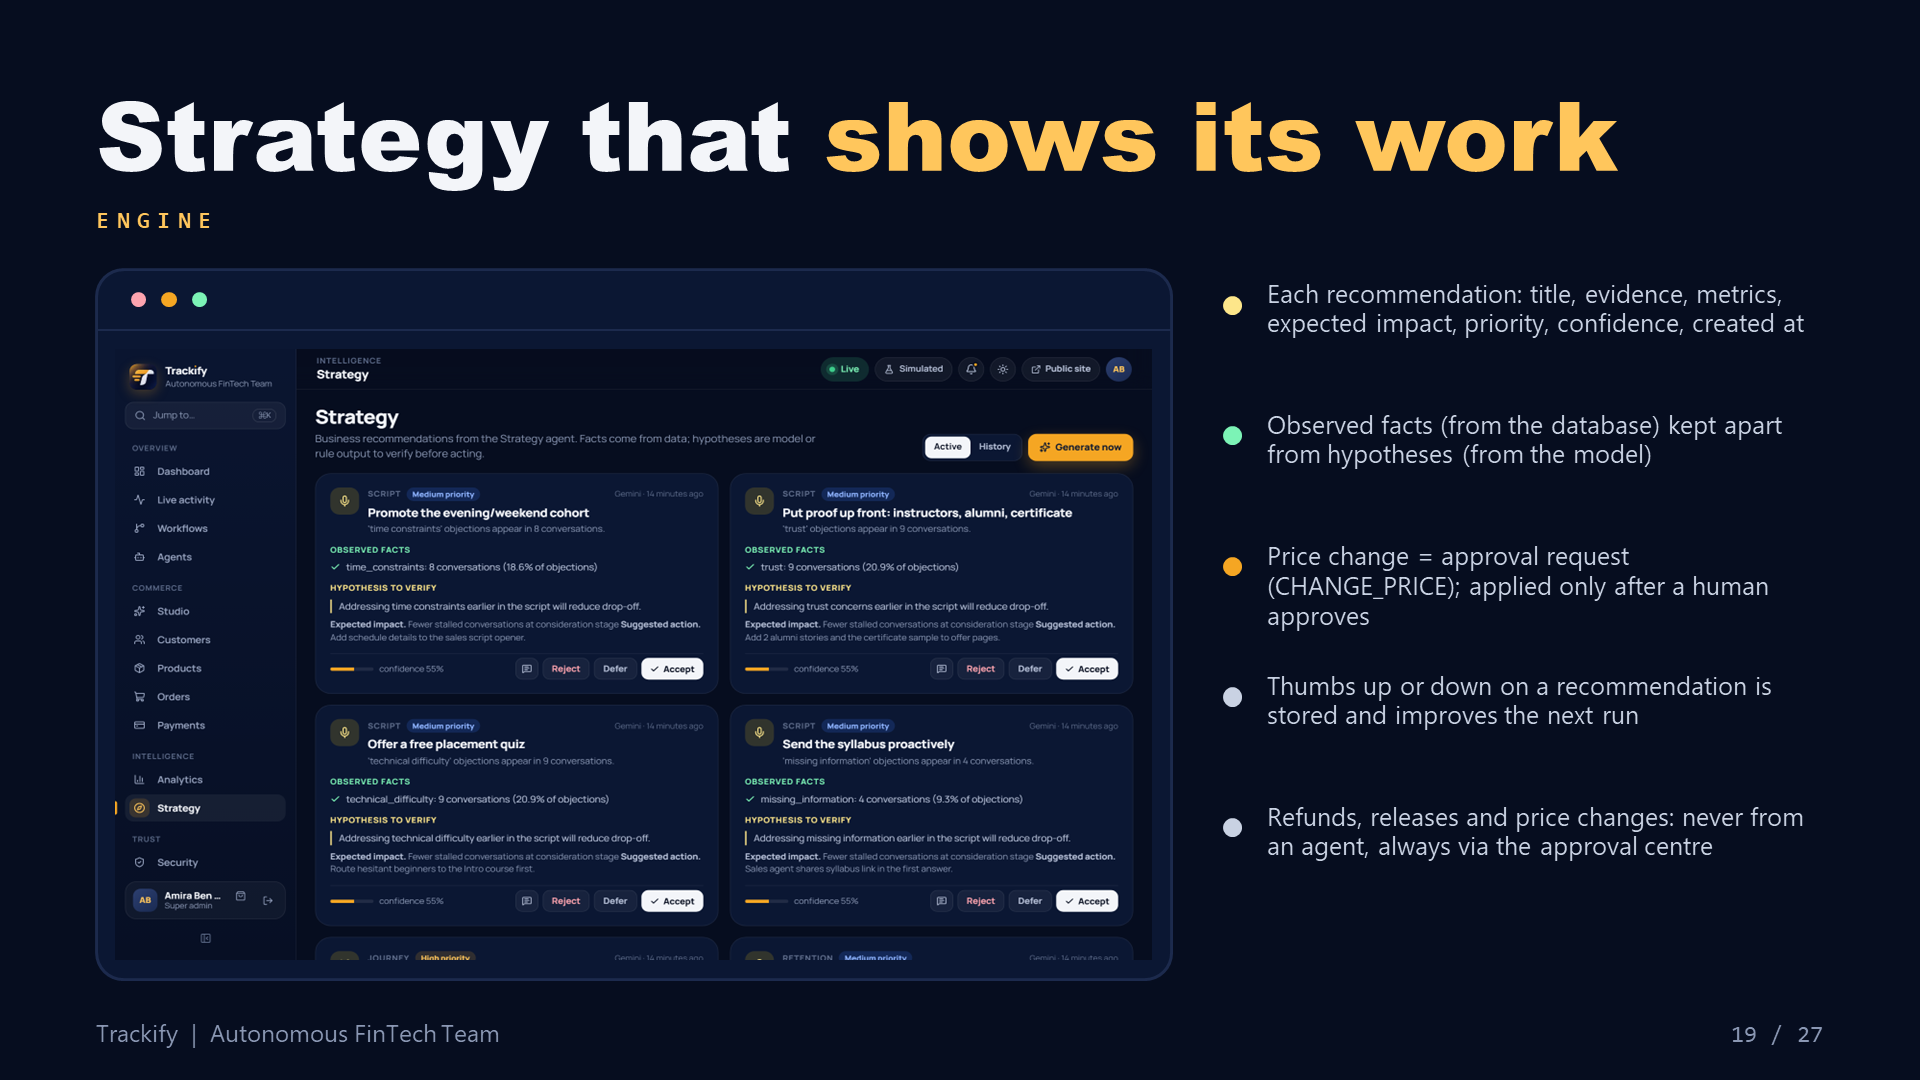 Strategy that shows its work
ENGINE
Trackify
Autonomous FinTech Team
Jump to...
⌘K
OVERVIEW
Dashboard
Live activity
Workflows
Agents
COMMERCE
Studio
Customers
Products
Orders
Payments
INTELLIGENCE
Analytics
Strategy
TRUST
Security
AB
Amira Ben ...
Super admin
INTELLIGENCE
Strategy
Live
Simulated
Public site
AB
Strategy
Business recommendations from the Strategy agent. Facts come from data; hypotheses are model or
rule output to verify before acting.
Active
History
Generate now
SCRIPT Medium priority Gemini · 14 minutes ago
Promote the evening/weekend cohort
'time constraints' objections appear in 8 conversations.
OBSERVED FACTS
time_constraints: 8 conversations (18.6% of objections)
HYPOTHESIS TO VERIFY
Addressing time constraints earlier in the script will reduce drop-off.
Expected impact. Fewer stalled conversations at consideration stage Suggested action.
Add schedule details to the sales script opener.
confidence 55% Reject Defer Accept
SCRIPT Medium priority Gemini · 14 minutes ago
Put proof up front: instructors, alumni, certificate
'trust' objections appear in 9 conversations.
OBSERVED FACTS
trust: 9 conversations (20.9% of objections)
HYPOTHESIS TO VERIFY
Addressing trust concerns earlier in the script will reduce drop-off.
Expected impact. Fewer stalled conversations at consideration stage Suggested action.
Add 2 alumni stories and the certificate sample to offer pages.
confidence 55% Reject Defer Accept
SCRIPT Medium priority Gemini · 14 minutes ago
Offer a free placement quiz
'technical difficulty' objections appear in 9 conversations.
OBSERVED FACTS
technical_difficulty: 9 conversations (20.9% of objections)
HYPOTHESIS TO VERIFY
Addressing technical difficulty earlier in the script will reduce drop-off.
Expected impact. Fewer stalled conversations at consideration stage Suggested action.
Route hesitant beginners to the Intro course first.
confidence 55% Reject Defer Accept
SCRIPT Medium priority Gemini · 14 minutes ago
Send the syllabus proactively
'missing information' objections appear in 4 conversations.
OBSERVED FACTS
missing_information: 4 conversations (9.3% of objections)
HYPOTHESIS TO VERIFY
Addressing missing information earlier in the script will reduce drop-off.
Expected impact. Fewer stalled conversations at consideration stage Suggested action.
Sales agent shares syllabus link in the first answer.
confidence 55% Reject Defer Accept
JOURNEY High priority Gemini · 14 minutes ago
RETENTION Medium priority Gemini · 14 minutes ago
Each recommendation: title, evidence, metrics,
expected impact, priority, confidence, created at
Observed facts (from the database) kept apart
from hypotheses (from the model)
Price change = approval request
(CHANGE_PRICE); applied only after a human
approves
Thumbs up or down on a recommendation is
stored and improves the next run
Refunds, releases and price changes: never from
an agent, always via the approval centre
Trackify | Autonomous FinTech Team
19 / 27